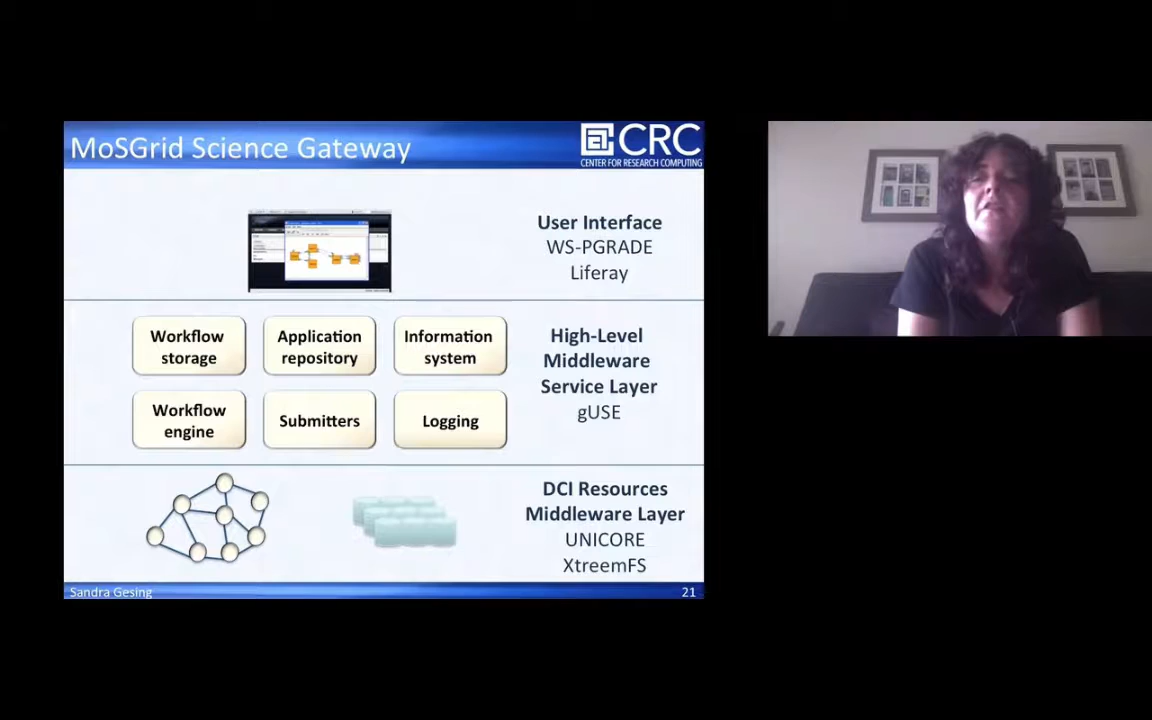 MoSGrid Science Gateway
CRC
CENTER FOR RESEARCH COMPUTING
User Interface
WS-PGRADE
Liferay
Workflow
storage
Application
repository
Information
system
Workflow
engine
Submitters
Logging
High-Level
Middleware
Service Layer
gUSE
DCI Resources
Middleware Layer
UNICORE
XtreemFS
Sandra Gesing
21